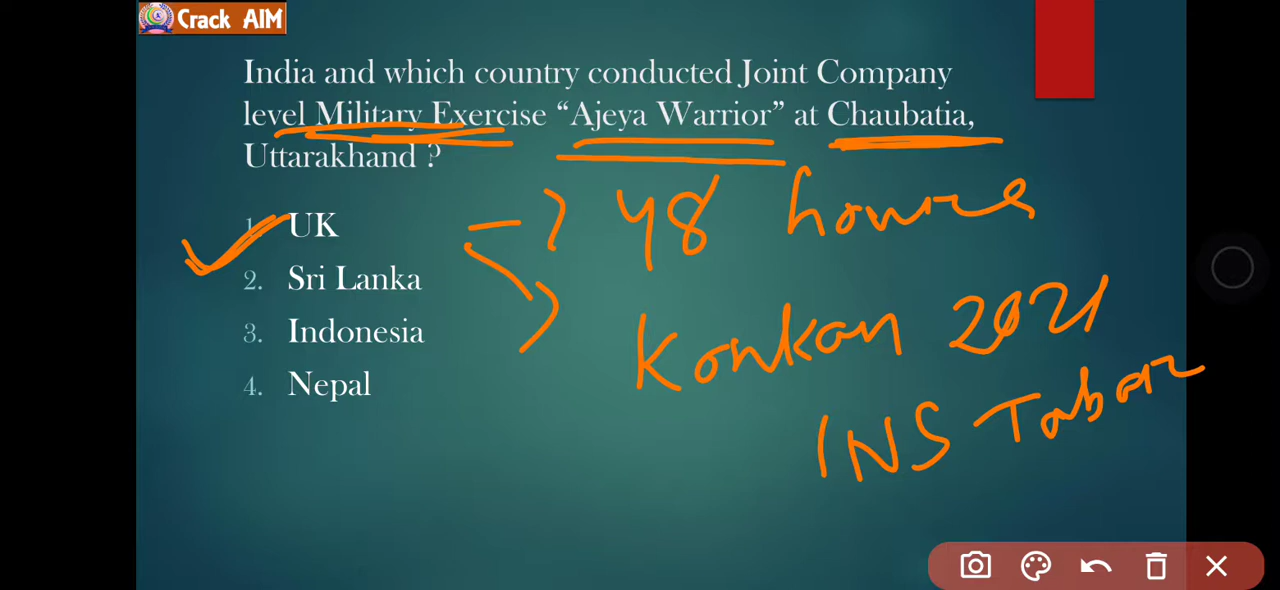 Crack AIM
India and which country conducted Joint Company
level Military Exercise “Ajeya Warrior” at Chaubatia,
Uttarakhand ?
1. UK
2. Sri Lanka
3. Indonesia
4. Nepal
48 houres
Konkan 2021
INS Tabar